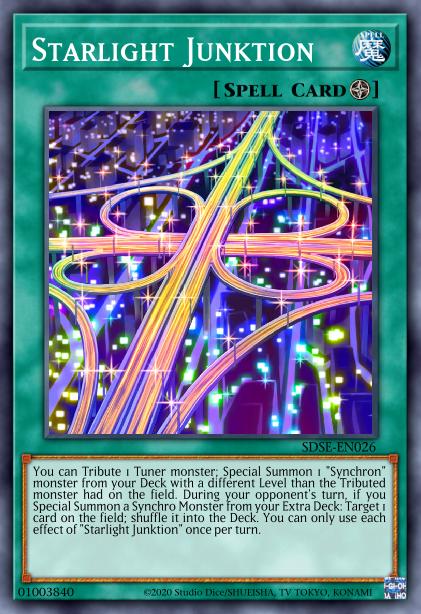 STARLIGHT JUNKTION
SPELL
魔
[SPELL CARD]
SDSE-EN026
You can Tribute 1 Tuner monster; Special Summon 1 "Synchron"
monster from your Deck with a different Level than the Tributed
monster had on the field. During your opponent's turn, if you
Special Summon a Synchro Monster from your Extra Deck: Target 1
card on the field; shuffle it into the Deck. You can only use each
effect of "Starlight Junktion" once per turn.
01003840
©2020 Studio Dice/SHUEISHA, TV TOKYO, KONAMI